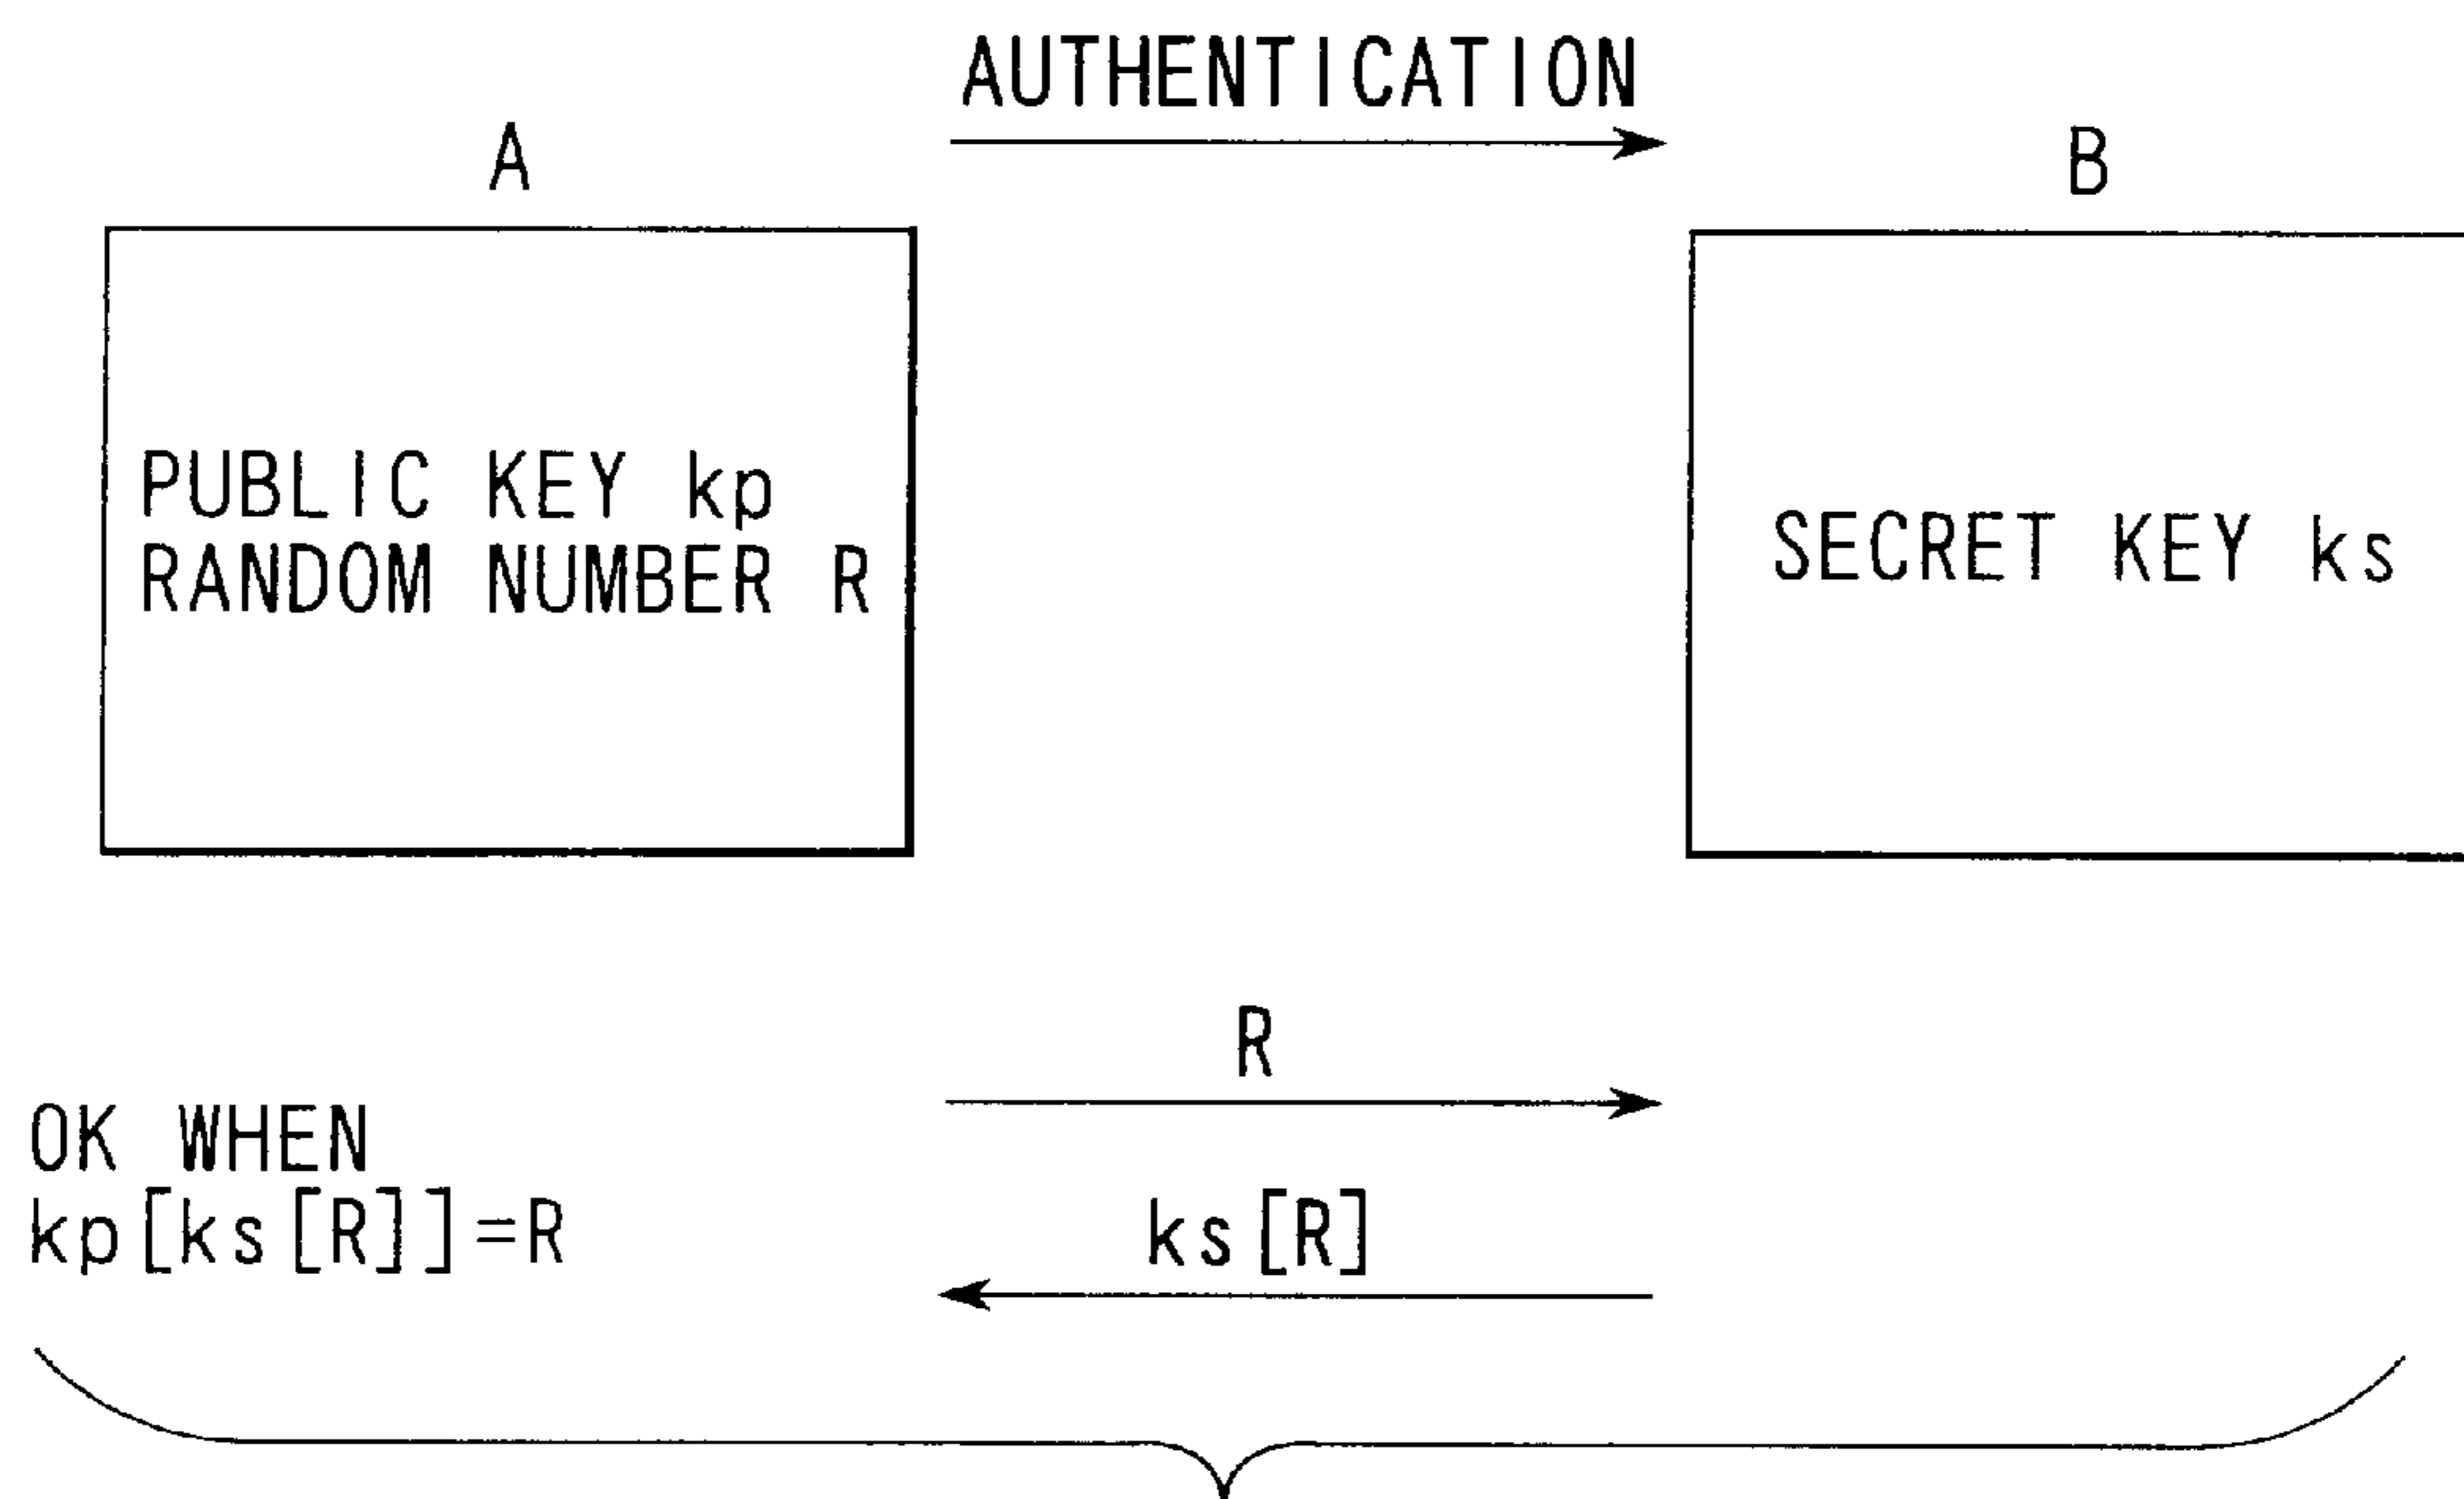 AUTHENTICATION
A
B
PUBLIC KEY kp
RANDOM NUMBER R
SECRET KEY ks
R
OK WHEN
kp[ks[R]]=R
ks[R]